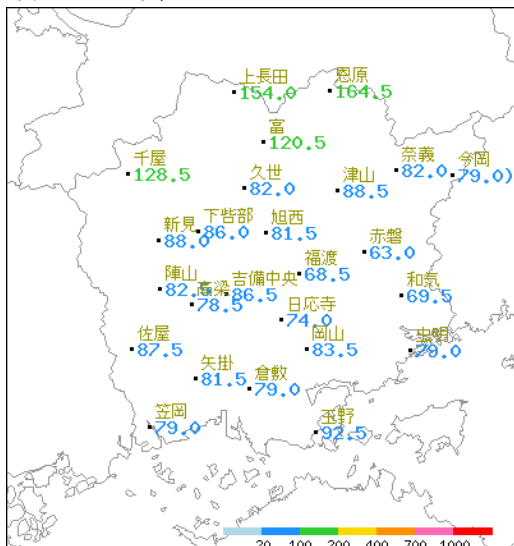 上長田
154.0
恩原
164.5
富
120.5
千屋
128.5
久世
82.0
津山
88.5
奈義
82.0
今岡
79.0)
新見
88.0
下呰部
86.0
旭西
81.5
赤磐
63.0
福渡
68.5
陣山
82.5
高梁
78.5
吉備中央
86.5
和気
69.5
日応寺
74.0
佐屋
87.5
岡山
83.5
虫明
79.0
矢掛
81.5
倉敷
79.0
笠岡
79.0
玉野
92.5
20 100 200 400 700 1000